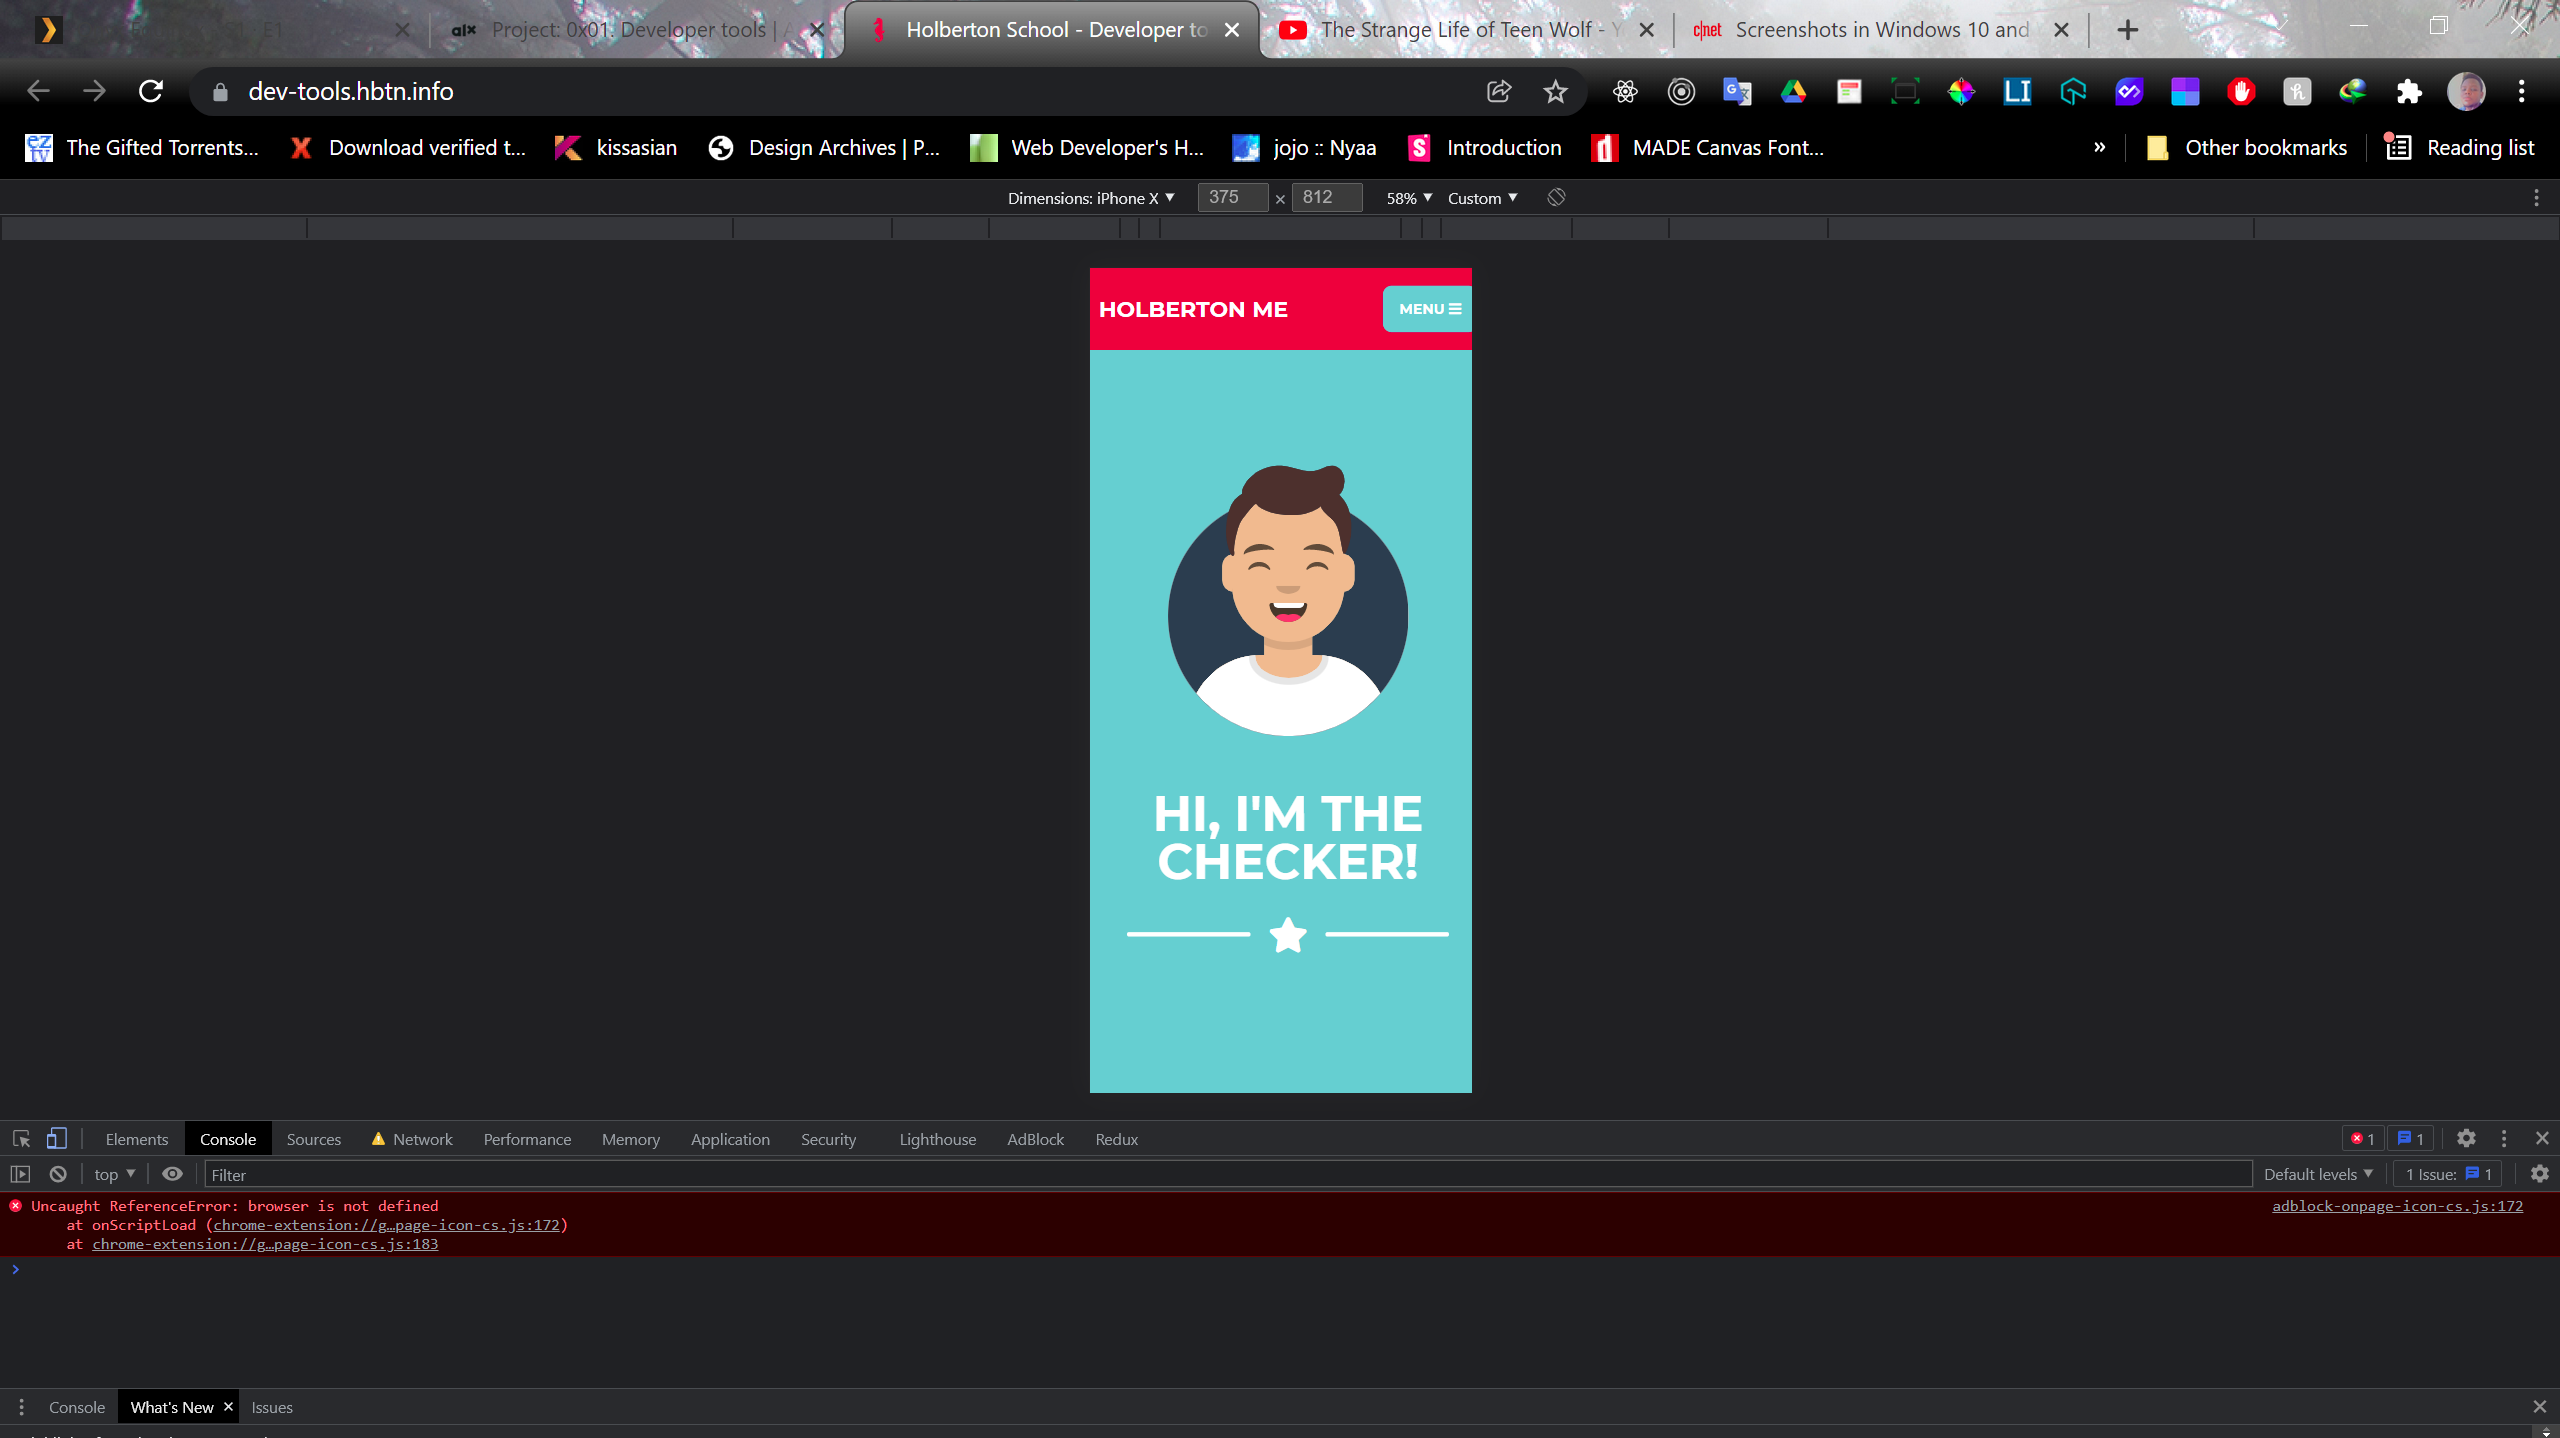 Project: 0x01. Developer tools | A
Holberton School - Developer to
The Strange Life of Teen Wolf - Y
c|net Screenshots in Windows 10 and
dev-tools.hbtn.info
The Gifted Torrents...
Download verified t...
kissasian
Design Archives | P...
Web Developer's H...
jojo :: Nyaa
Introduction
MADE Canvas Font...
»
Other bookmarks
Reading list
Dimensions: iPhone X 375 × 812 58% Custom
HOLBERTON ME
MENU
HI, I'M THE
CHECKER!
Elements Console Sources Network Performance Memory Application Security Lighthouse AdBlock Redux 1 1
top Filter Default levels 1 Issue: 1
Uncaught ReferenceError: browser is not defined adblock-onpage-icon-cs.js:172
at onScriptLoad (chrome-extension://g…page-icon-cs.js:172)
at chrome-extension://g…page-icon-cs.js:183
Console What's New Issues